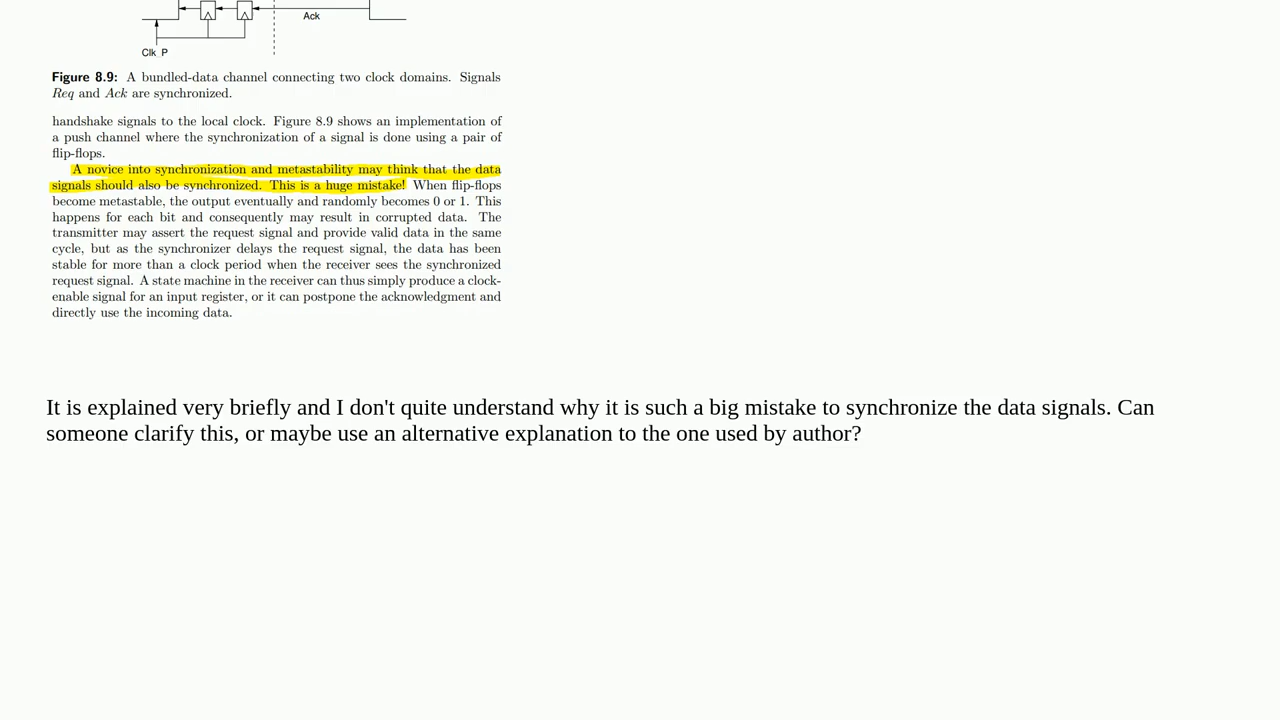 Ack
Clk P
Figure 8.9: A bundled-data channel connecting two clock domains. Signals
Req and Ack are synchronized.
handshake signals to the local clock. Figure 8.9 shows an implementation of
a push channel where the synchronization of a signal is done using a pair of
flip-flops.
A novice into synchronization and metastability may think that the data
signals should also be synchronized. This is a huge mistake! When flip-flops
become metastable, the output eventually and randomly becomes 0 or 1. This
happens for each bit and consequently may result in corrupted data. The
transmitter may assert the request signal and provide valid data in the same
cycle, but as the synchronizer delays the request signal, the data has been
stable for more than a clock period when the receiver sees the synchronized
request signal. A state machine in the receiver can thus simply produce a clock-
enable signal for an input register, or it can postpone the acknowledgment and
directly use the incoming data.
It is explained very briefly and I don't quite understand why it is such a big mistake to synchronize the data signals. Can
someone clarify this, or maybe use an alternative explanation to the one used by author?